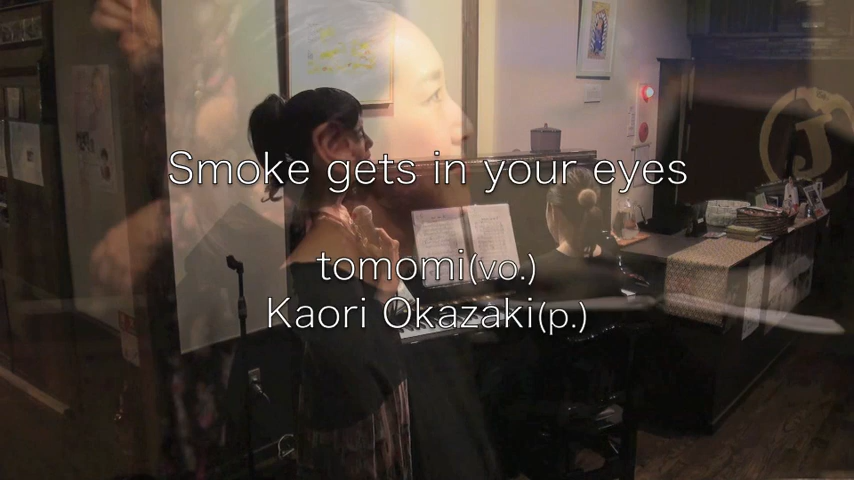 Smoke gets in your eyes
tomomi(vo.)
Kaori Okazaki(p.)
J